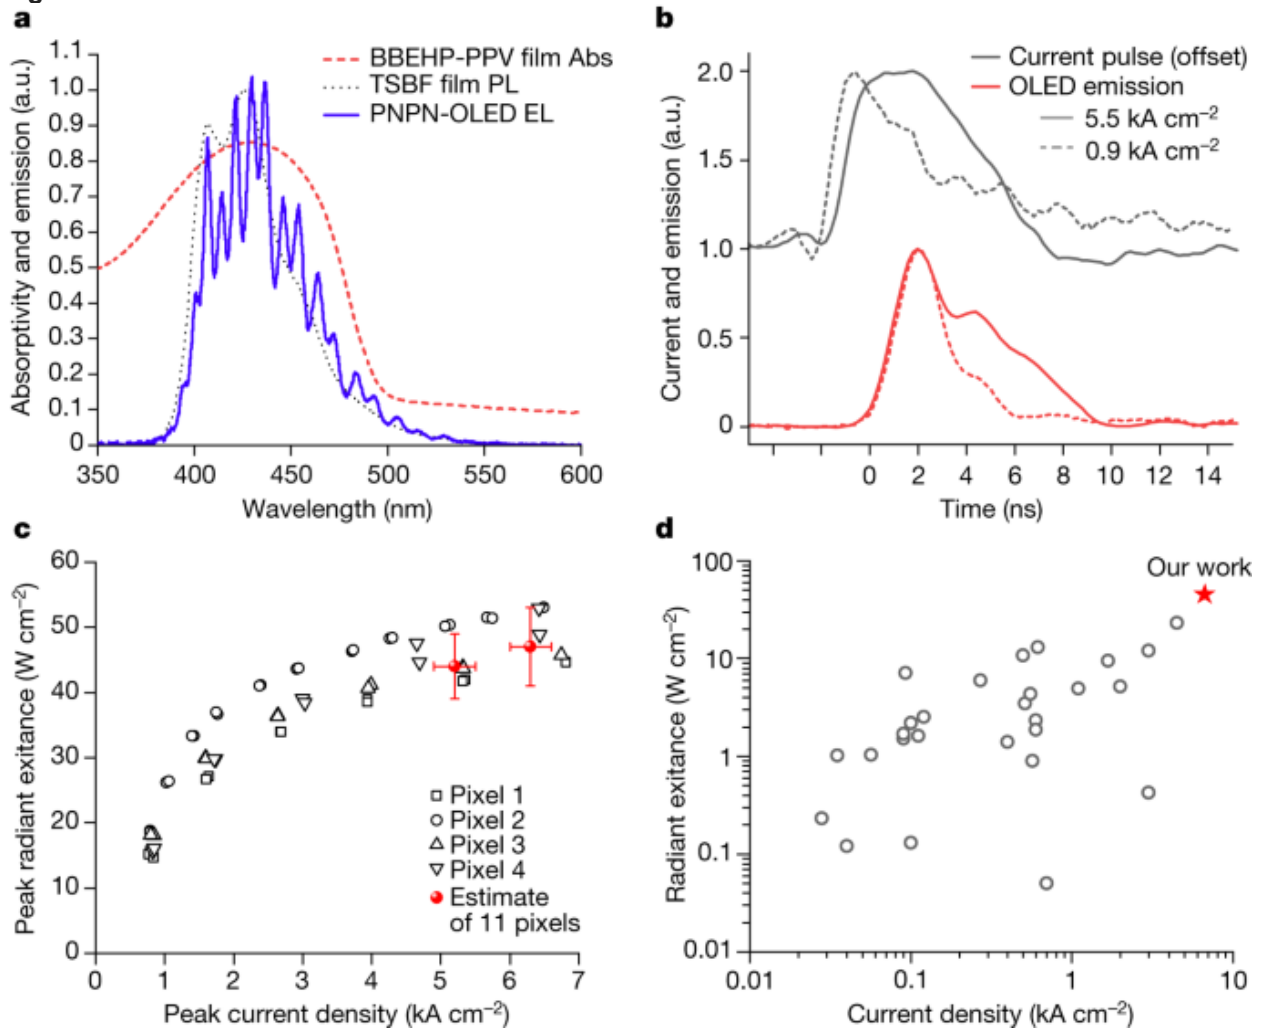 a
1.1
1.0
0.9
0.8
0.7
0.6
0.5
0.4
0.3
0.2
0.1
0
Absorptivity and emission (a.u.)
BBEHP-PPV film Abs
TSBF film PL
PNPN-OLED EL
350 400 450 500 550 600
Wavelength (nm)
b
2.0
1.5
1.0
0.5
0
Current and emission (a.u.)
Current pulse (offset)
OLED emission
5.5 kA cm⁻²
0.9 kA cm⁻²
0 2 4 6 8 10 12 14
Time (ns)
c
60
50
40
30
20
10
0
Peak radiant exitance (W cm⁻²)
Pixel 1
Pixel 2
Pixel 3
Pixel 4
Estimate
of 11 pixels
0 1 2 3 4 5 6 7
Peak current density (kA cm⁻²)
d
100
10
1
0.1
0.01
Radiant exitance (W cm⁻²)
Our work
0.01 0.1 1 10
Current density (kA cm⁻²)